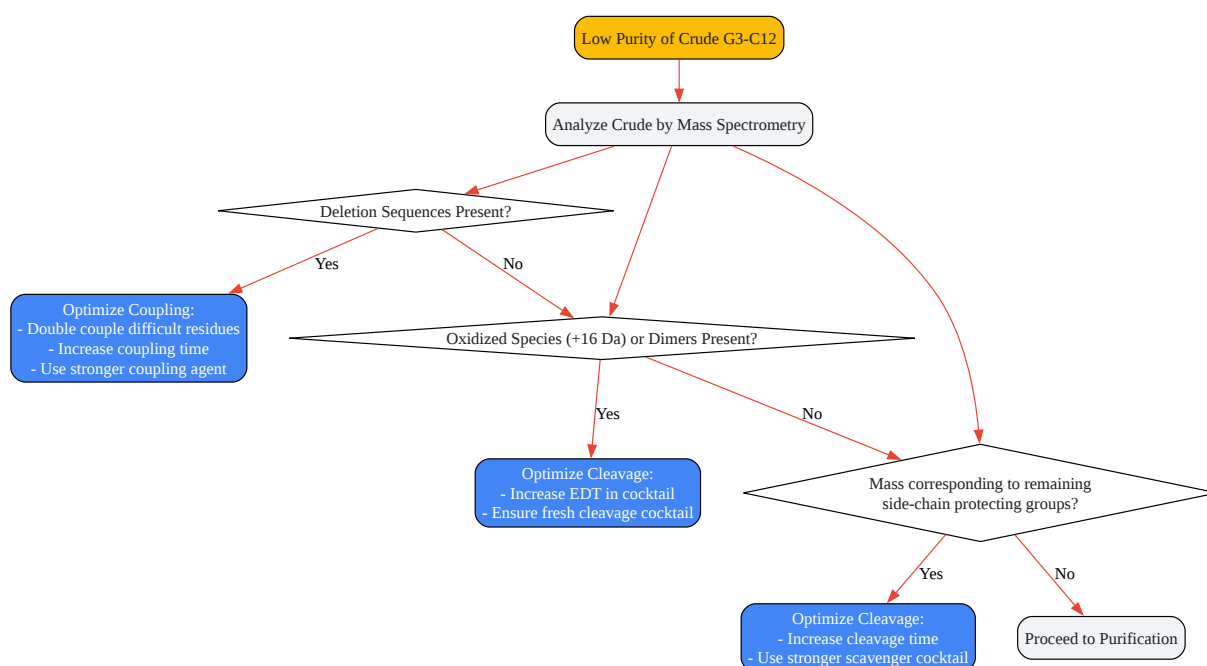 Low Purity of Crude G3-C12
Analyze Crude by Mass Spectrometry
Deletion Sequences Present?
Yes
No
Optimize Coupling:
- Double couple difficult residues
- Increase coupling time
- Use stronger coupling agent
Oxidized Species (+16 Da) or Dimers Present?
Yes
No
Optimize Cleavage:
- Increase EDT in cocktail
- Ensure fresh cleavage cocktail
Mass corresponding to remaining
side-chain protecting groups?
Yes
No
Optimize Cleavage:
- Increase cleavage time
- Use stronger scavenger cocktail
Proceed to Purification